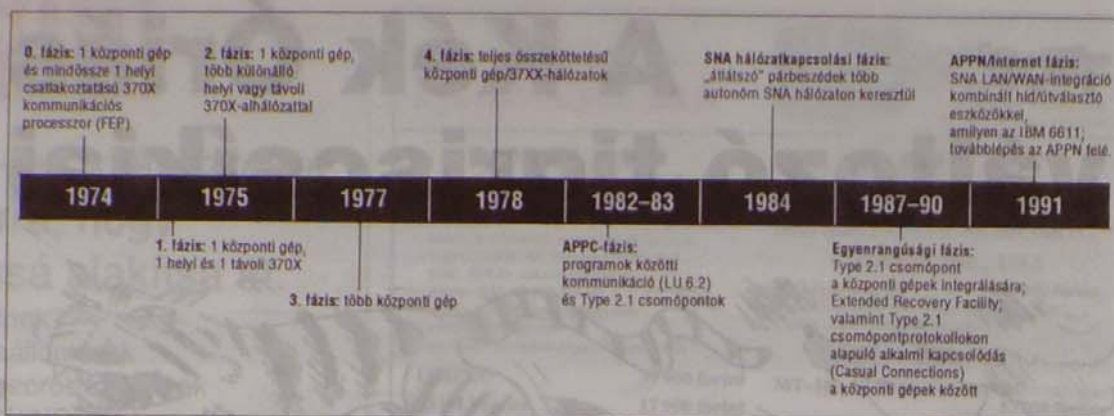 0. fázis: 1 központi gép
és mindössze 1 helyi
csatlakoztatású 370X
kommunikációs
processzor (FEP).
2. fázis: 1 központi gép,
több különálló
helyi vagy távoli
370X-alhálózattal
4. fázis: teljes összeköttetésű
központi gép/37XX-hálózatok
SNA hálózatkapcsolási fázis:
„átlátszó” párbeszédek több
autonóm SNA hálózaton keresztül
APPN/Internet fázis:
SNA LAN/WAN-integráció
kombinált híd/útválasztó
eszközökkel,
amilyen az IBM 6611;
továbblépés az APPN felé.
1974
1975
1977
1978
1982–83
1984
1987–90
1991
1. fázis: 1 központi gép,
1 helyi és 1 távoli 370X
3. fázis: több központi gép
APPC-fázis:
programok közötti
kommunikáció (LU 6.2)
és Type 2.1 csomópontok
Egyenrangúsági fázis:
Type 2.1 csomópont
a központi gépek integrálására;
Extended Recovery Facility;
valamint Type 2.1
csomópontprotokollokon
alapuló alkalmi kapcsolódás
(Casual Connections)
a központi gépek között